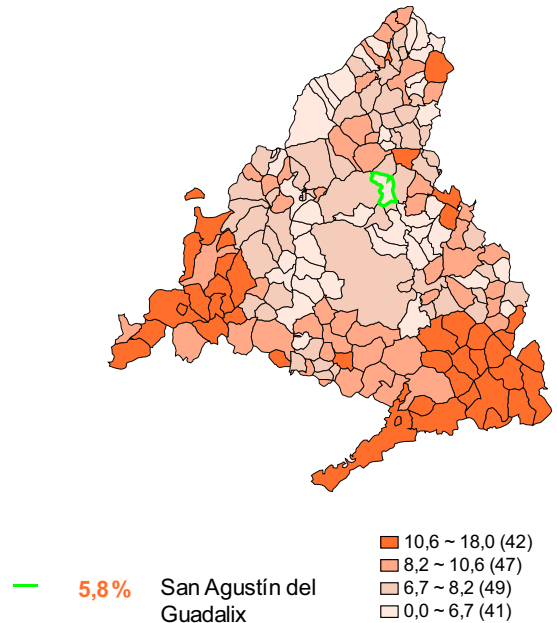 10,6 ~ 18,0 (42)
8,2 ~ 10,6 (47)
6,7 ~ 8,2 (49)
0,0 ~ 6,7 (41)
5,8% San Agustín del
Guadalix